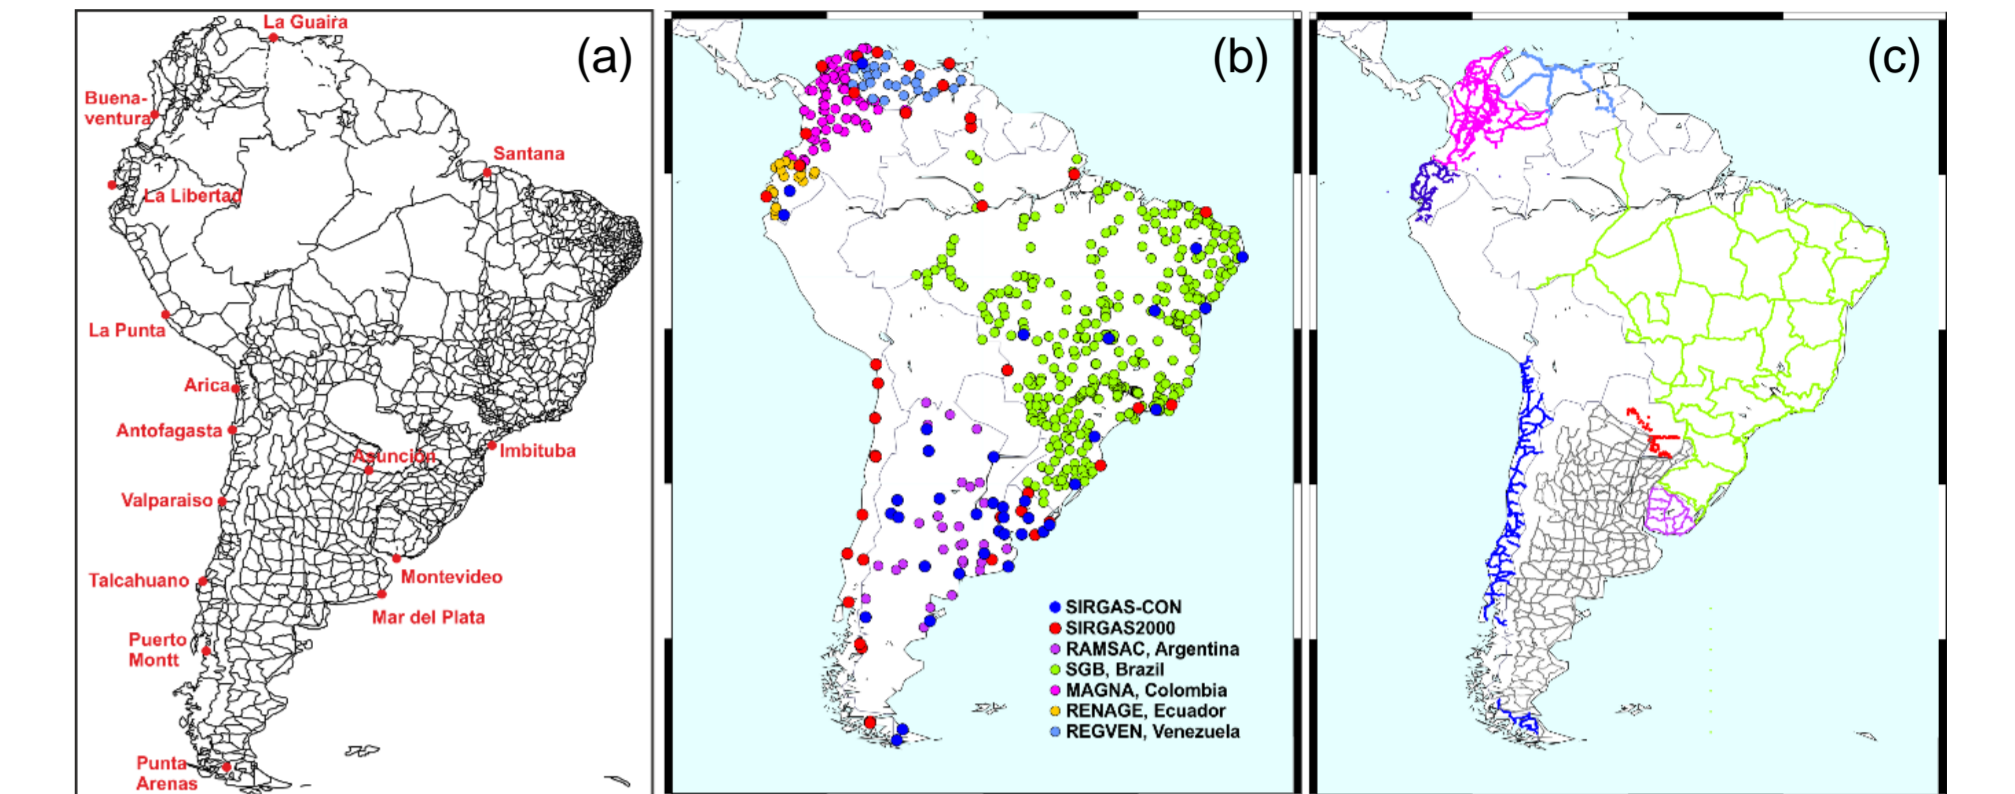 La Guaira
(a)
Buena-
ventura
Santana
La Libertad
La Punta
Arica
Antofagasta
Asunción
Imbituba
Valparaiso
Talcahuano
Montevideo
Mar del Plata
Puerto
Montt
Punta
Arenas
(b)
SIRGAS-CON
SIRGAS2000
RAMSAC, Argentina
SGB, Brazil
MAGNA, Colombia
RENAGE, Ecuador
REGVEN, Venezuela
(c)